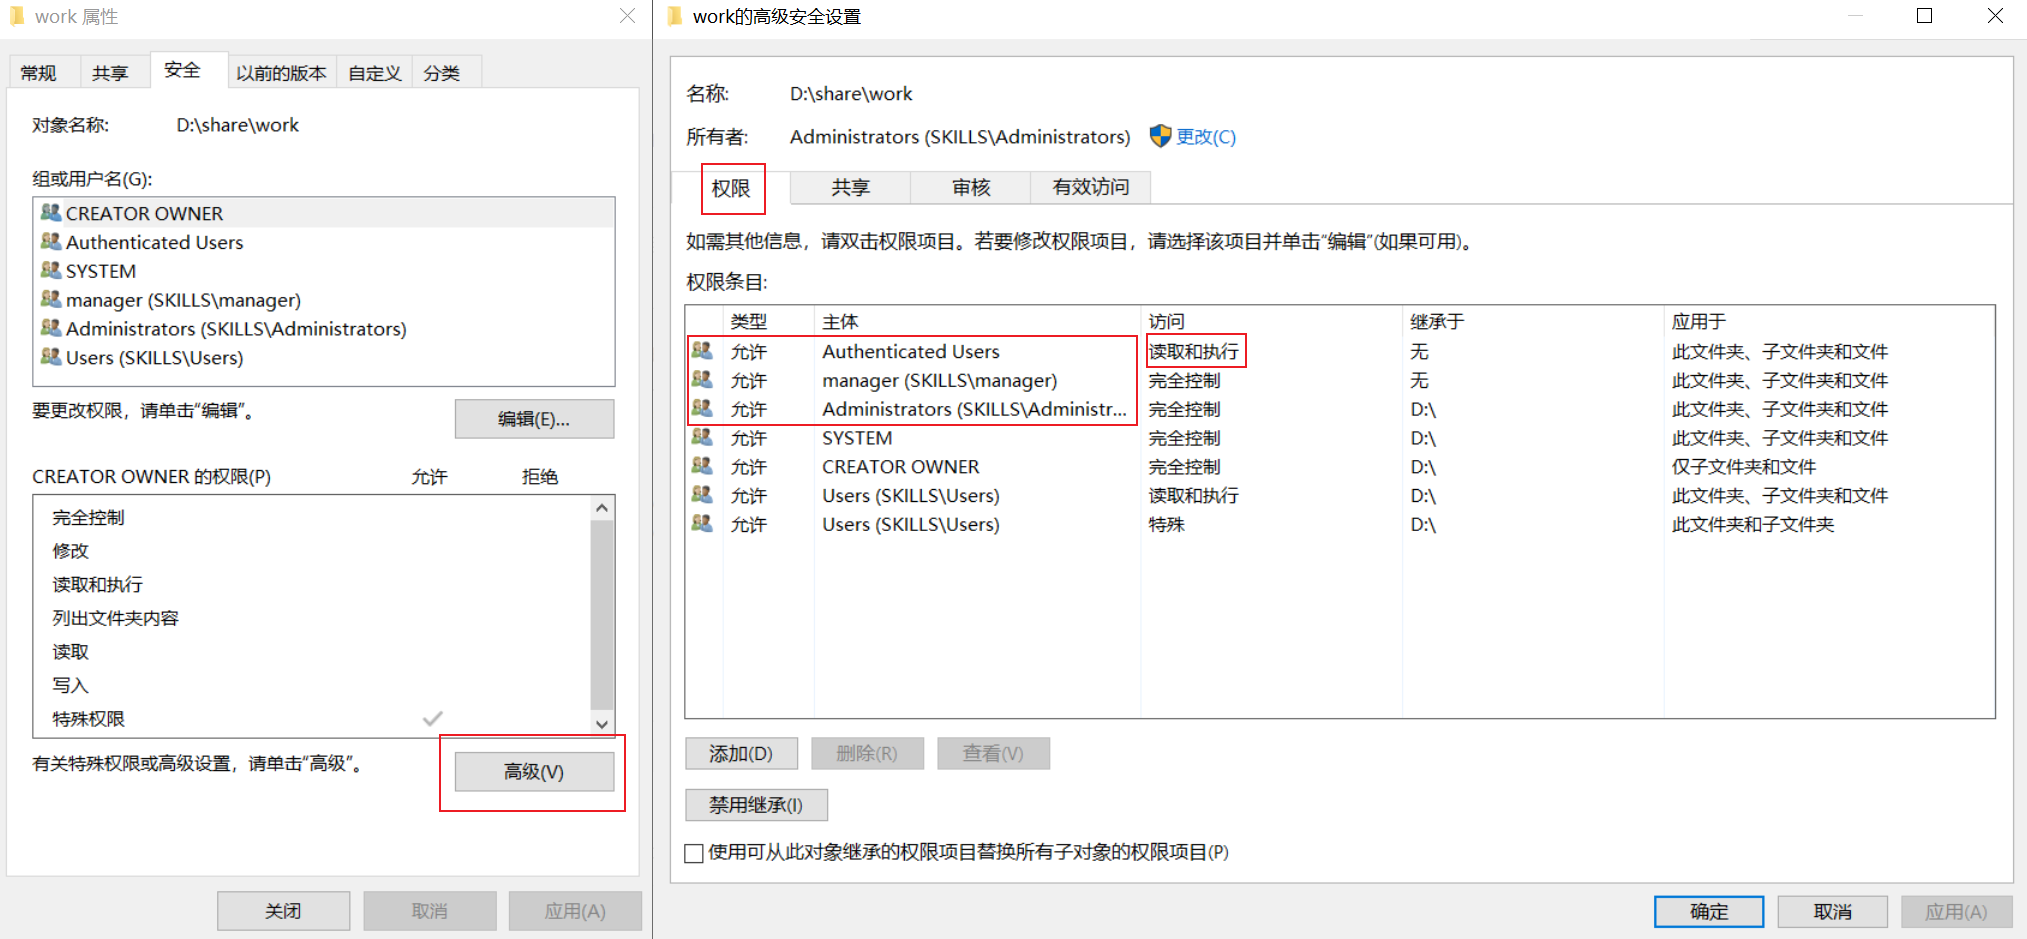 work 属性
常规 共享 安全 以前的版本 自定义 分类
对象名称: D:\share\work
组或用户名(G):
CREATOR OWNER
Authenticated Users
SYSTEM
manager (SKILLS\manager)
Administrators (SKILLS\Administrators)
Users (SKILLS\Users)
要更改权限，请单击“编辑”。
编辑(E)...
CREATOR OWNER 的权限(P) 允许 拒绝
完全控制
修改
读取和执行
列出文件夹内容
读取
写入
特殊权限
有关特殊权限或高级设置，请单击“高级”。
高级(V)
关闭 取消 应用(A)
work的高级安全设置
名称: D:\share\work
所有者: Administrators (SKILLS\Administrators) 更改(C)
权限 共享 审核 有效访问
如需其他信息，请双击权限项目。若要修改权限项目，请选择该项目并单击“编辑”(如果可用)。
权限条目:
类型 主体 访问 继承于 应用于
允许 Authenticated Users 读取和执行 无 此文件夹、子文件夹和文件
允许 manager (SKILLS\manager) 完全控制 无 此文件夹、子文件夹和文件
允许 Administrators (SKILLS\Administr... 完全控制 D:\ 此文件夹、子文件夹和文件
允许 SYSTEM 完全控制 D:\ 此文件夹、子文件夹和文件
允许 CREATOR OWNER 完全控制 D:\ 仅子文件夹和文件
允许 Users (SKILLS\Users) 读取和执行 D:\ 此文件夹、子文件夹和文件
允许 Users (SKILLS\Users) 特殊 D:\ 此文件夹和子文件夹
添加(D) 删除(R) 查看(V)
禁用继承(I)
使用可从此对象继承的权限项目替换所有子对象的权限项目(P)
确定 取消 应用(A)